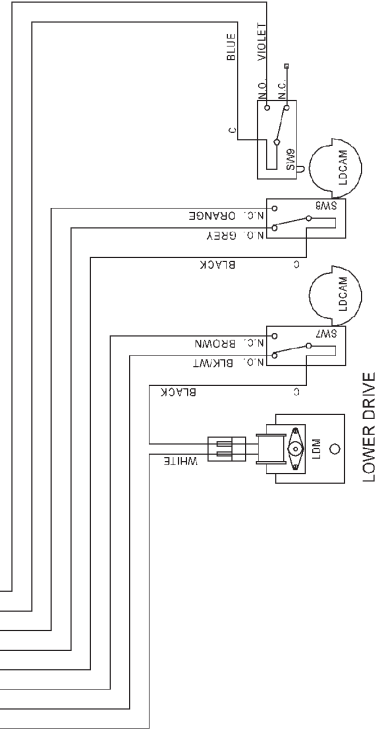 BLUE
VIOLET
N.O.
N.C.
C
SW9
LDCAM
SW8
N.C. ORANGE
N.O. GREY
C
BLACK
LDCAM
SW7
N.C. BROWN
N.O. BLK/WT
C
BLACK
WHITE
LDM
LOWER DRIVE